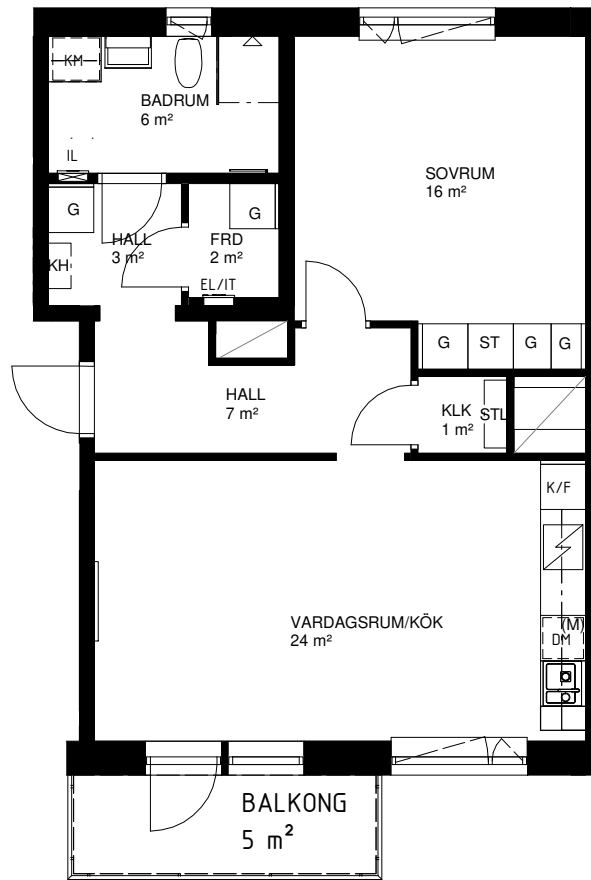 KM
BADRUM
6 m²
IL
SOVRUM
16 m²
G
HALL
3 m²
FRD
2 m²
G
KH
EL/IT
G
ST
G
G
HALL
7 m²
KLK
1 m²
STL
K/F
VARDAGSRUM/KÖK
24 m²
(M)
DM
BALKONG
5 m²